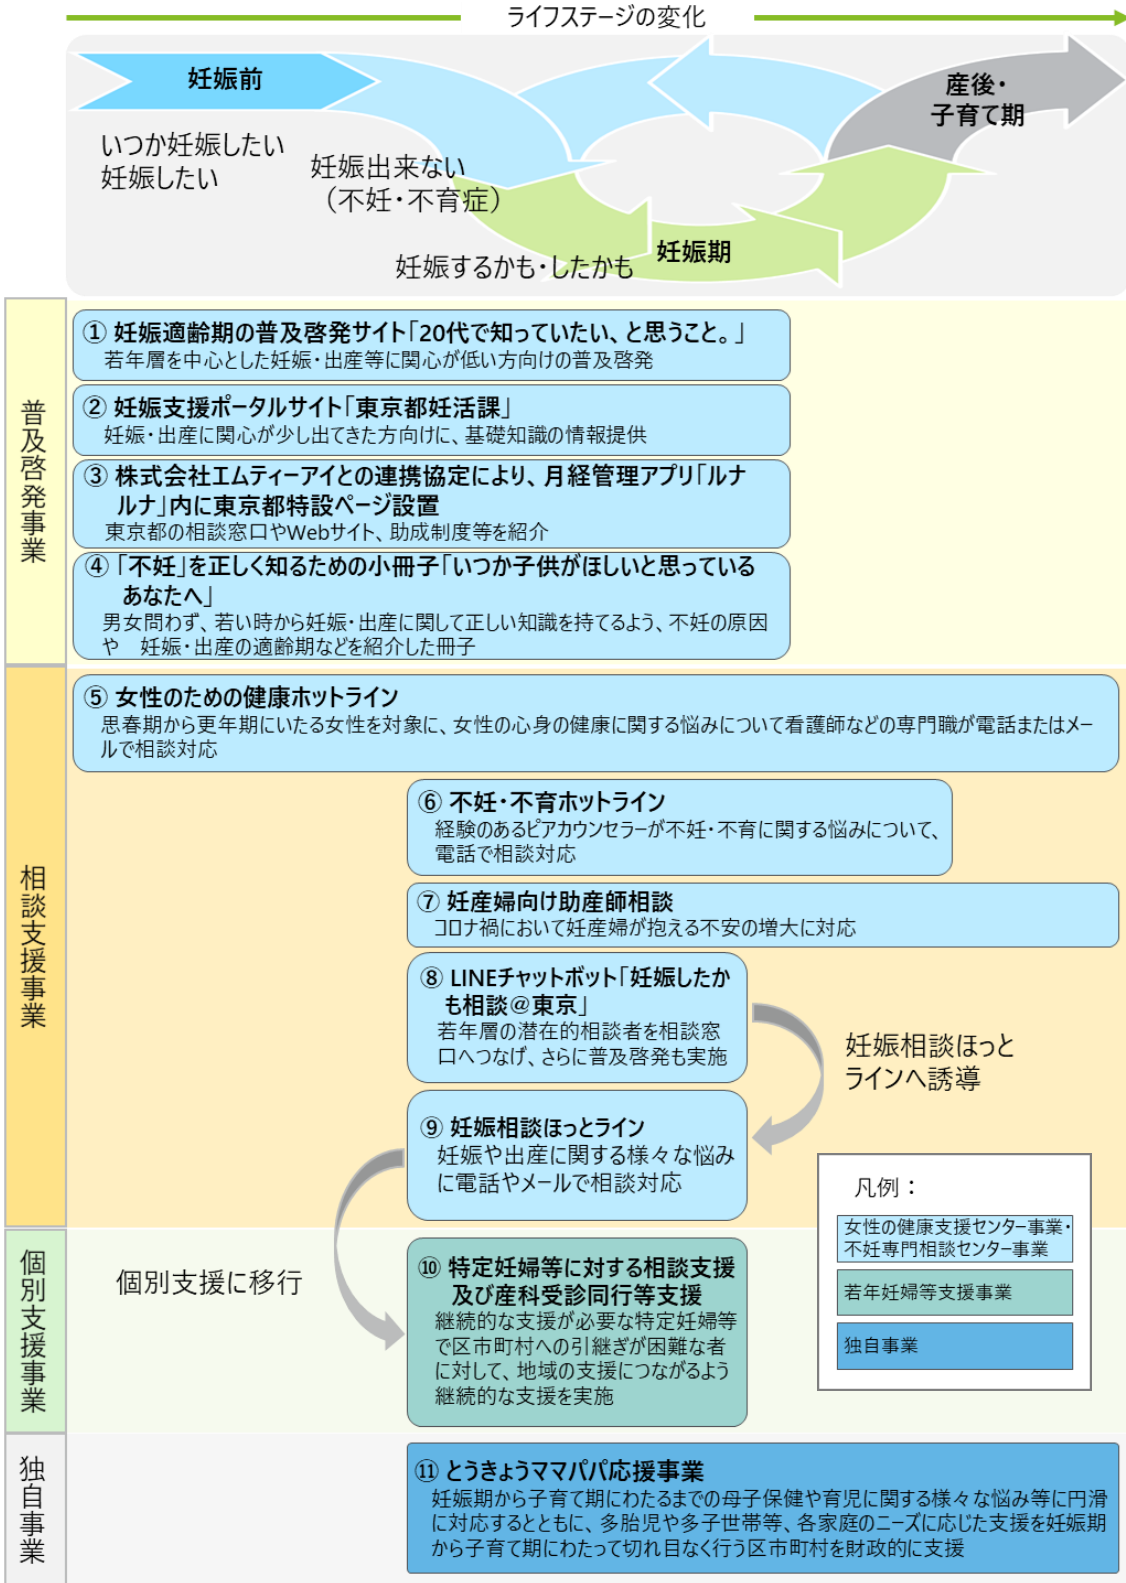 ライフステージの変化
妊娠前
産後・
子育て期
いつか妊娠したい
妊娠したい
妊娠出来ない
（不妊・不育症）
妊娠期
妊娠するかも・したかも
普及啓発事業
① 妊娠適齢期の普及啓発サイト「20代で知っていたい、と思うこと。」
若年層を中心とした妊娠・出産等に関心が低い方向けの普及啓発
② 妊娠支援ポータルサイト「東京都妊活課」
妊娠・出産に関心が少し出てきた方向けに、基礎知識の情報提供
③ 株式会社エムティーアイとの連携協定により、月経管理アプリ「ルナ
ルナ」内に東京都特設ページ設置
東京都の相談窓口やWebサイト、助成制度等を紹介
④ 「不妊」を正しく知るための小冊子「いつか子供がほしいと思っている
あなたへ」
男女問わず、若い時から妊娠・出産に関して正しい知識を持てるよう、不妊の原因
や　妊娠・出産の適齢期などを紹介した冊子
相談支援事業
⑤ 女性のための健康ホットライン
思春期から更年期にいたる女性を対象に、女性の心身の健康に関する悩みについて看護師などの専門職が電話またはメー
ルで相談対応
⑥ 不妊・不育ホットライン
経験のあるピアカウンセラーが不妊・不育に関する悩みについて、
電話で相談対応
⑦ 妊産婦向け助産師相談
コロナ禍において妊産婦が抱える不安の増大に対応
⑧ LINEチャットボット「妊娠したか
も相談＠東京」
若年層の潜在的相談者を相談窓
口へつなげ、さらに普及啓発も実施
妊娠相談ほっと
ラインへ誘導
⑨ 妊娠相談ほっとライン
妊娠や出産に関する様々な悩み
に電話やメールで相談対応
凡例：
女性の健康支援センター事業・
不妊専門相談センター事業
若年妊婦等支援事業
独自事業
個別支援事業
個別支援に移行
⑩ 特定妊婦等に対する相談支援
及び産科受診同行等支援
継続的な支援が必要な特定妊婦等
で区市町村への引継ぎが困難な者
に対して、地域の支援につながるよう
継続的な支援を実施
独自事業
⑪ とうきょうママパパ応援事業
妊娠期から子育て期にわたるまでの母子保健や育児に関する様々な悩み等に円滑
に対応するとともに、多胎児や多子世帯等、各家庭のニーズに応じた支援を妊娠期
から子育て期にわたって切れ目なく行う区市町村を財政的に支援